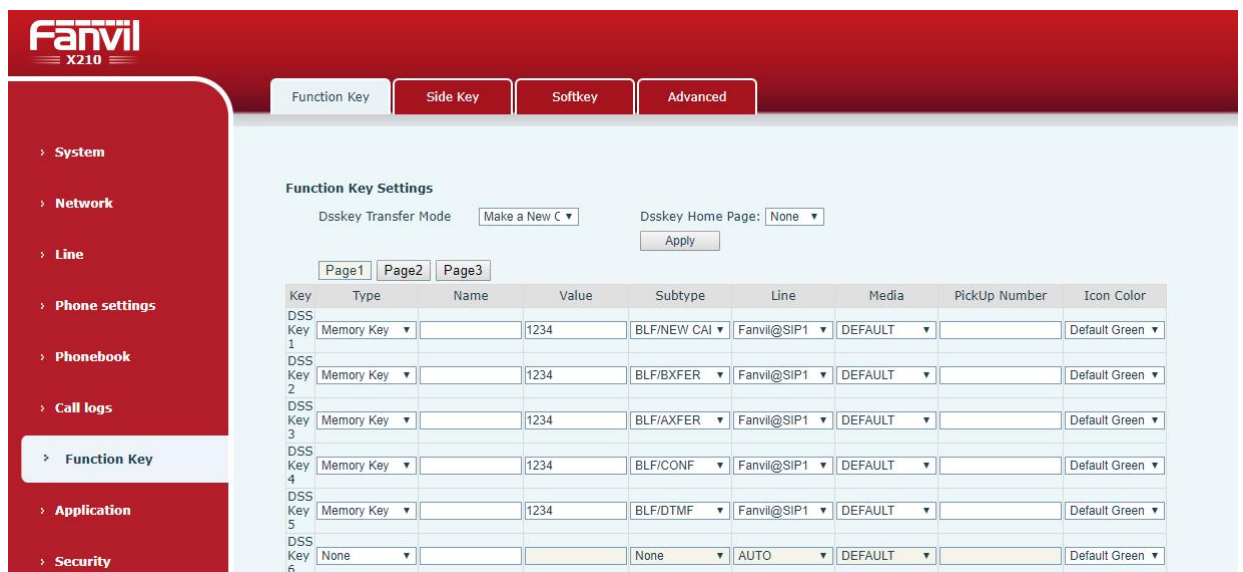 Fanvil
X210
Function Key Side Key Softkey Advanced
› System
› Network
› Line
› Phone settings
› Phonebook
› Call logs
› Function Key
› Application
› Security
Function Key Settings
Dsskey Transfer Mode Make a New C Dsskey Home Page: None
Apply
Page1 Page2 Page3
Key Type Name Value Subtype Line Media PickUp Number Icon Color
DSS Key 1 Memory Key 1234 BLF/NEW CAI Fanvil@SIP1 DEFAULT Default Green
DSS Key 2 Memory Key 1234 BLF/BXFER Fanvil@SIP1 DEFAULT Default Green
DSS Key 3 Memory Key 1234 BLF/AXFER Fanvil@SIP1 DEFAULT Default Green
DSS Key 4 Memory Key 1234 BLF/CONF Fanvil@SIP1 DEFAULT Default Green
DSS Key 5 Memory Key 1234 BLF/DTMF Fanvil@SIP1 DEFAULT Default Green
DSS Key 6 None None AUTO DEFAULT Default Green